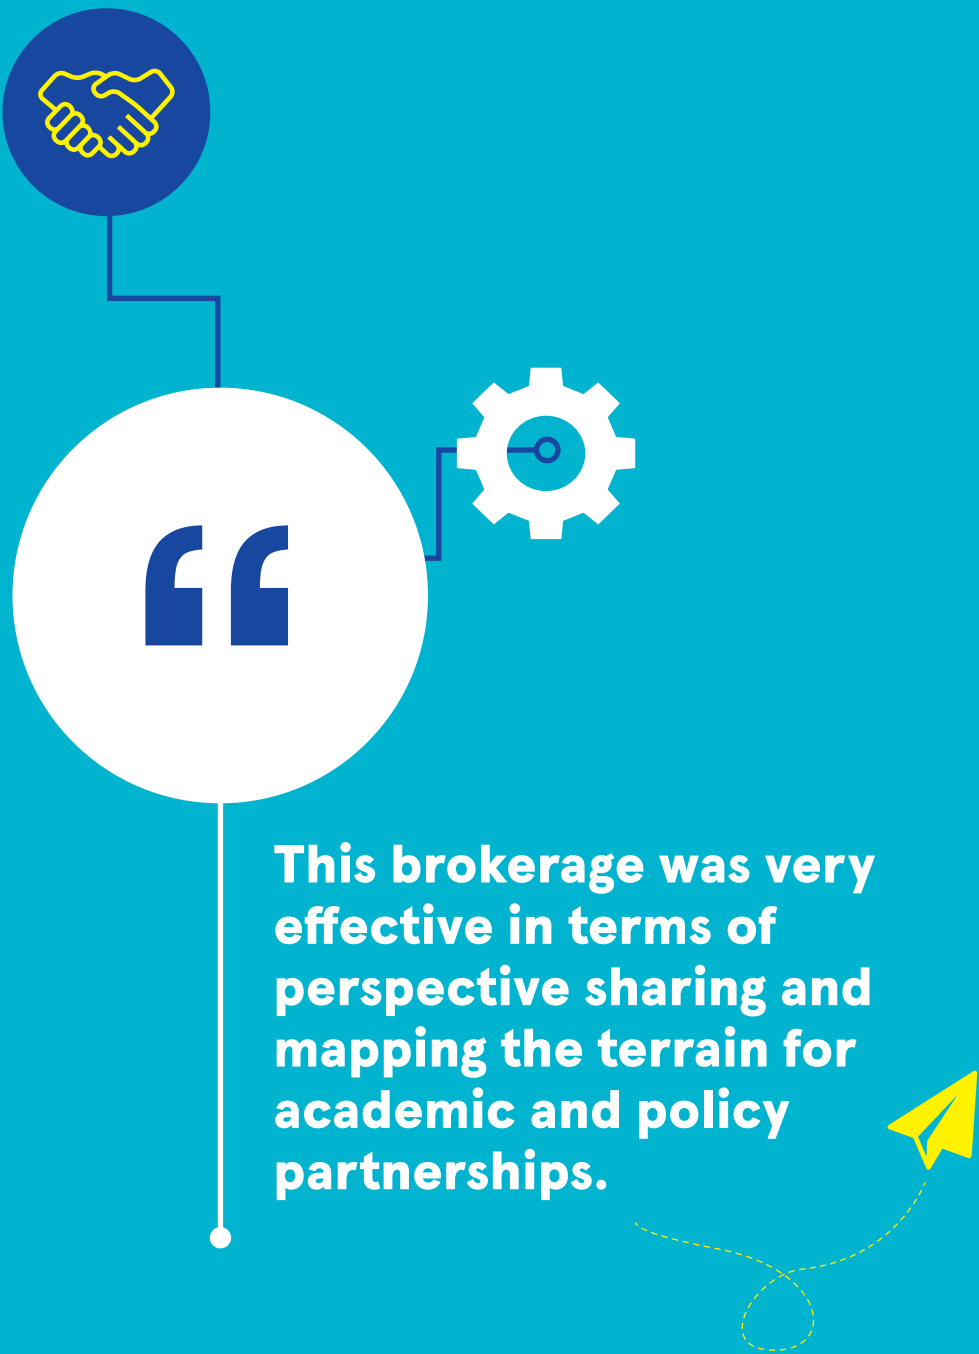 “
This brokerage was very
effective in terms of
perspective sharing and
mapping the terrain for
academic and policy
partnerships.